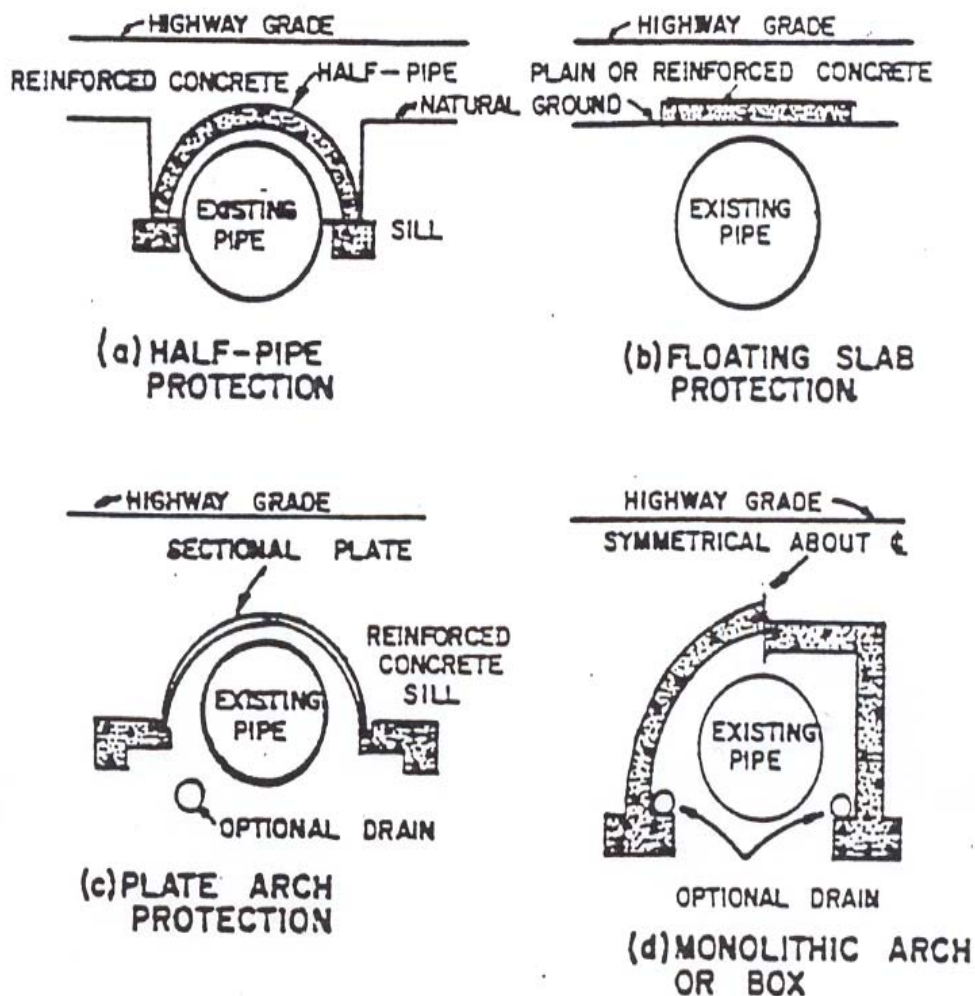 HIGHWAY GRADE
REINFORCED CONCRETE
HALF-PIPE
NATURAL GROUND
EXISTING
PIPE
SILL
(a) HALF-PIPE
PROTECTION
HIGHWAY GRADE
PLAIN OR REINFORCED CONCRETE
EXISTING
PIPE
(b) FLOATING SLAB
PROTECTION
HIGHWAY GRADE
SECTIONAL PLATE
REINFORCED
CONCRETE
SILL
EXISTING
PIPE
OPTIONAL DRAIN
(c) PLATE ARCH
PROTECTION
HIGHWAY GRADE
SYMMETRICAL ABOUT ℄
EXISTING
PIPE
OPTIONAL DRAIN
(d) MONOLITHIC ARCH
OR BOX